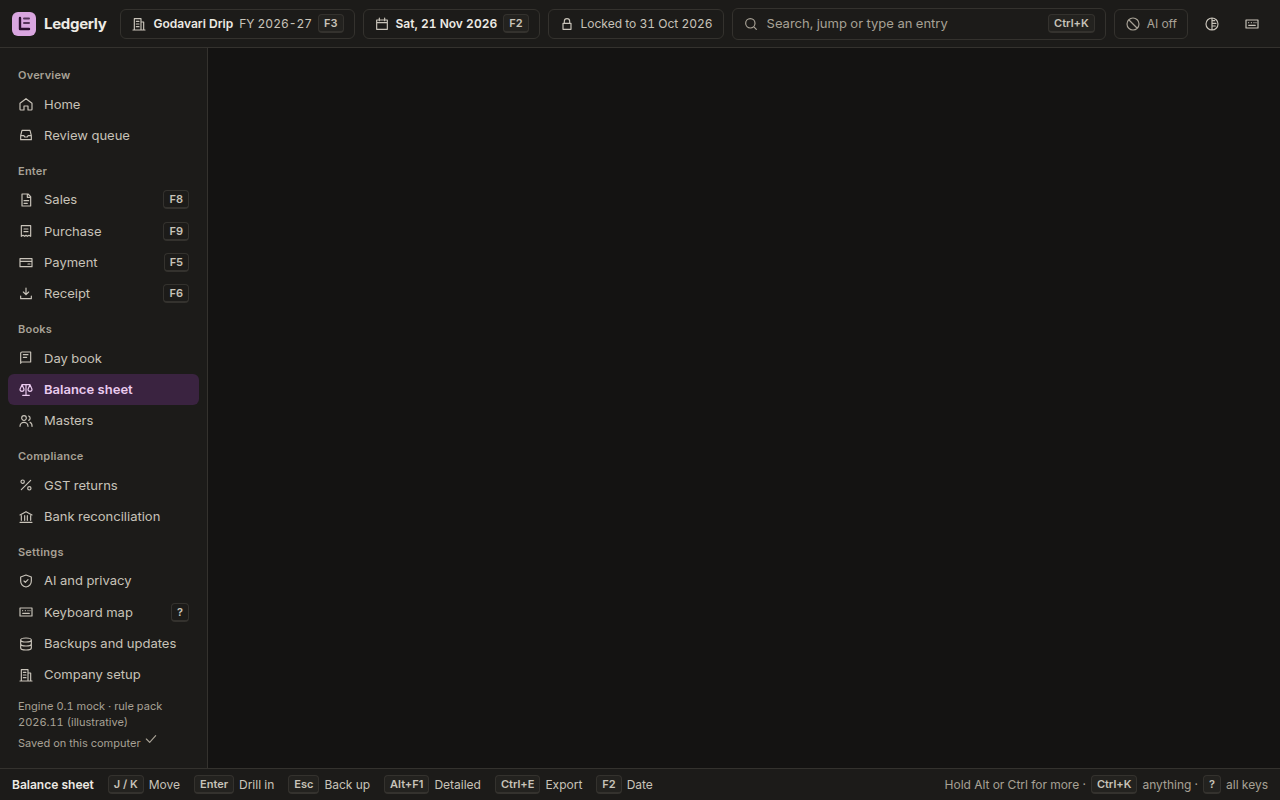 Ledgerly
Godavari Drip FY 2026-27 F3
Sat, 21 Nov 2026 F2
Locked to 31 Oct 2026
Search, jump or type an entry Ctrl+K
AI off
Overview
Home
Review queue
Enter
Sales F8
Purchase F9
Payment F5
Receipt F6
Books
Day book
Balance sheet
Masters
Compliance
GST returns
Bank reconciliation
Settings
AI and privacy
Keyboard map ?
Backups and updates
Company setup
Engine 0.1 mock · rule pack
2026.11 (illustrative)
Saved on this computer
Balance sheet J / K Move Enter Drill in Esc Back up Alt+F1 Detailed Ctrl+E Export F2 Date
Hold Alt or Ctrl for more · Ctrl+K anything · ? all keys